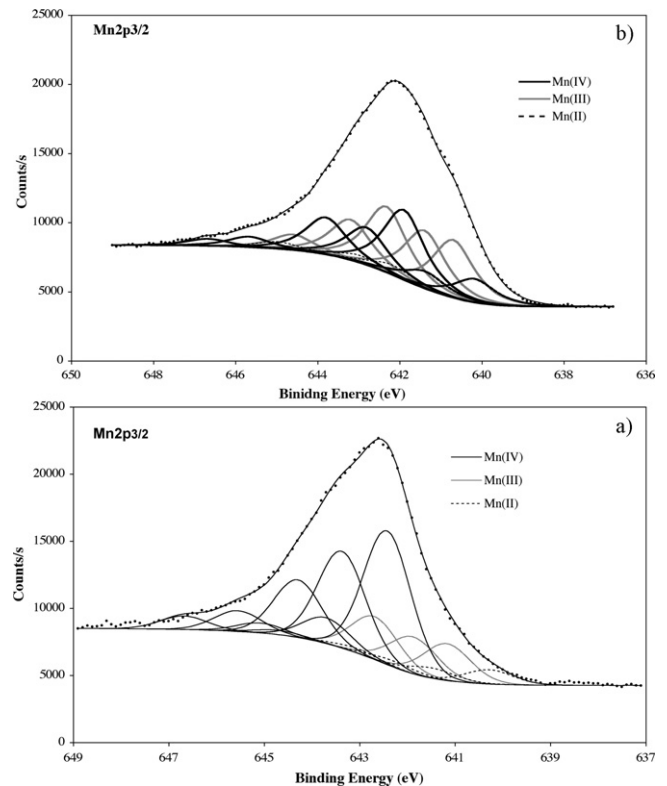 25000
Mn2p3/2
b)
20000
Mn(IV)
Mn(III)
Mn(II)
15000
Counts/s
10000
5000
0
650 648 646 644 642 640 638 636
Binidng Energy (eV)
25000
Mn2p3/2
a)
20000
Mn(IV)
Mn(III)
Mn(II)
15000
Counts/s
10000
5000
0
649 647 645 643 641 639 637
Binding Energy (eV)